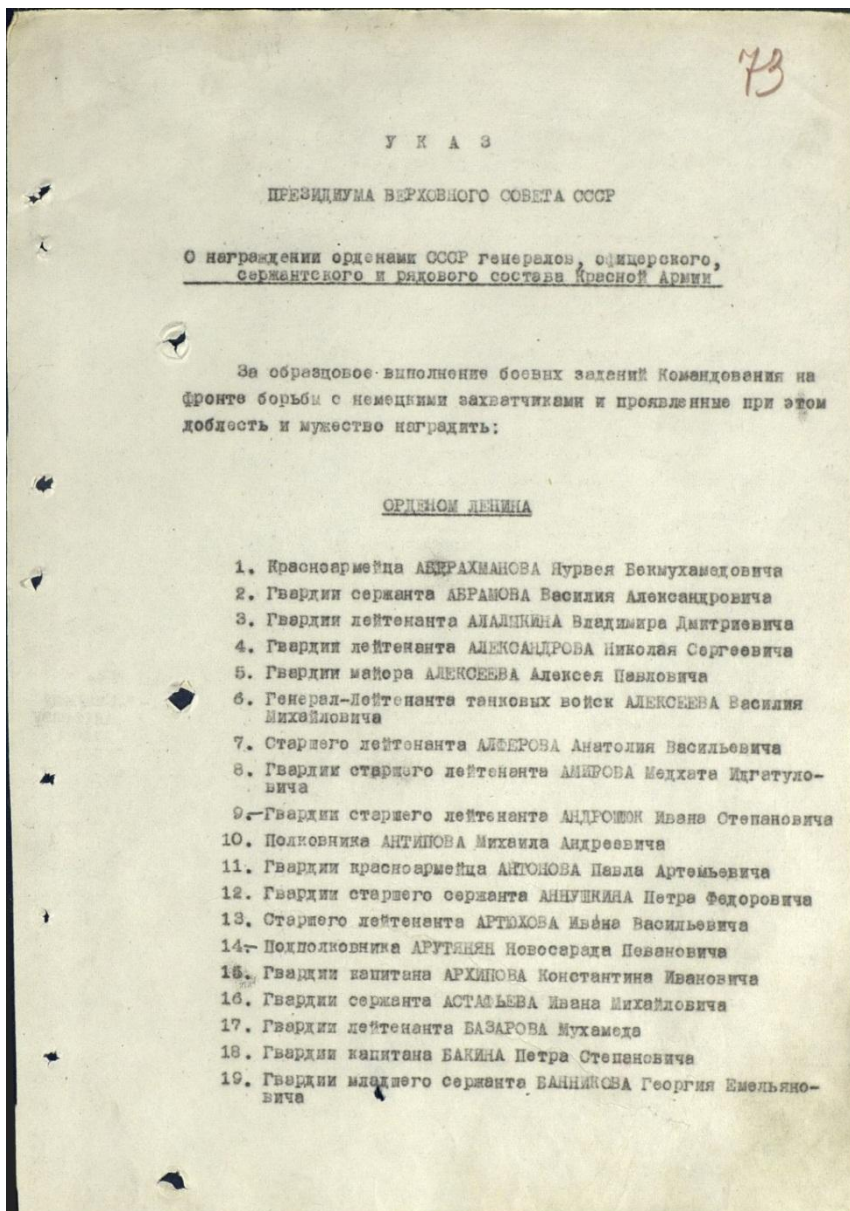 73
У К А З
ПРЕЗИДИУМА ВЕРХОВНОГО СОВЕТА СССР
О награждении орденами СССР генералов, офицерского,
сержантского и рядового состава Красной Армии
За образцовое выполнение боевых заданий Командования на
фронте борьбы с немецкими захватчиками и проявленные при этом
доблесть и мужество наградить:
ОРДЕНОМ ЛЕНИНА
1. Красноармейца АБДРАХМАНОВА Нурвея Бекмухамедовича
2. Гвардии сержанта АБРАМОВА Василия Александровича
3. Гвардии лейтенанта АЛАЛЫКИНА Владимира Дмитриевича
4. Гвардии лейтенанта АЛЕКСАНДРОВА Николая Сергеевича
5. Гвардии майора АЛЕКСЕЕВА Алексея Павловича
6. Генерал-Лейтенанта танковых войск АЛЕКСЕЕВА Василия
Михайловича
7. Старшего лейтенанта АЛФЕРОВА Анатолия Васильевича
8. Гвардии старшего лейтенанта АМИРОВА Медхата Идгатуло-
вича
9.-Гвардии старшего лейтенанта АНДРОШЮК Ивана Степановича
10. Полковника АНТИПОВА Михаила Андреевича
11. Гвардии красноармейца АНТОНОВА Павла Артемьевича
12. Гвардии старшего сержанта АННУШКИНА Петра Федоровича
13. Старшего лейтенанта АРТЮХОВА Ивана Васильевича
14.- Подполковника АРУТЯНЯН Новосарада Певановича
15. Гвардии капитана АРХИПОВА Константина Ивановича
16. Гвардии сержанта АСТАФЬЕВА Ивана Михайловича
17. Гвардии лейтенанта БАЗАРОВА Мухамеда
18. Гвардии капитана БАКИНА Петра Степановича
19. Гвардии младшего сержанта БАННИКОВА Георгия Емельяно-
вича